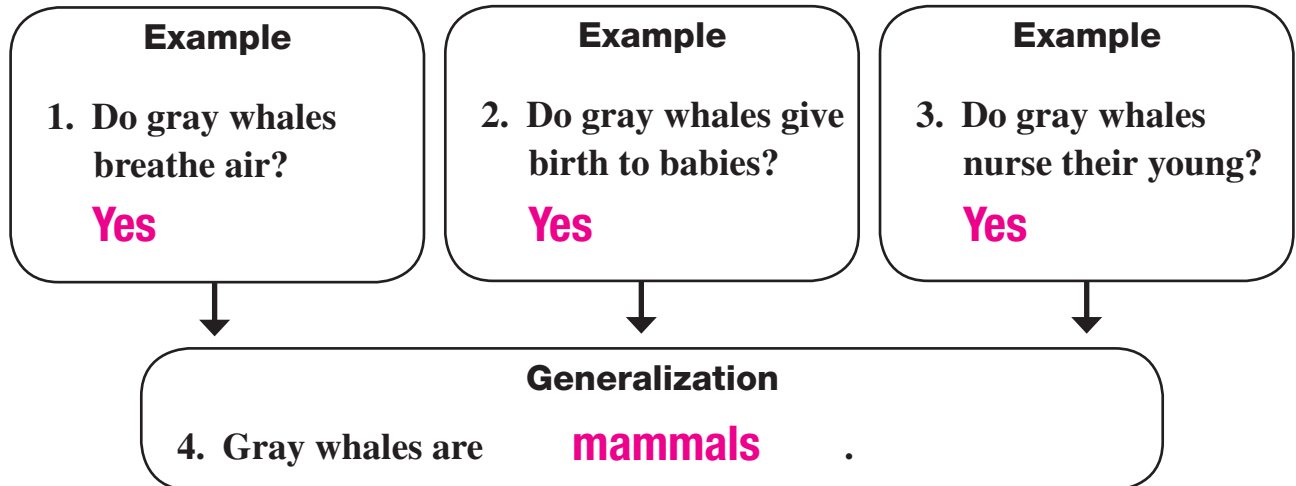 Example
1. Do gray whales
breathe air?
Yes
Example
2. Do gray whales give
birth to babies?
Yes
Example
3. Do gray whales
nurse their young?
Yes
Generalization
4. Gray whales are mammals .